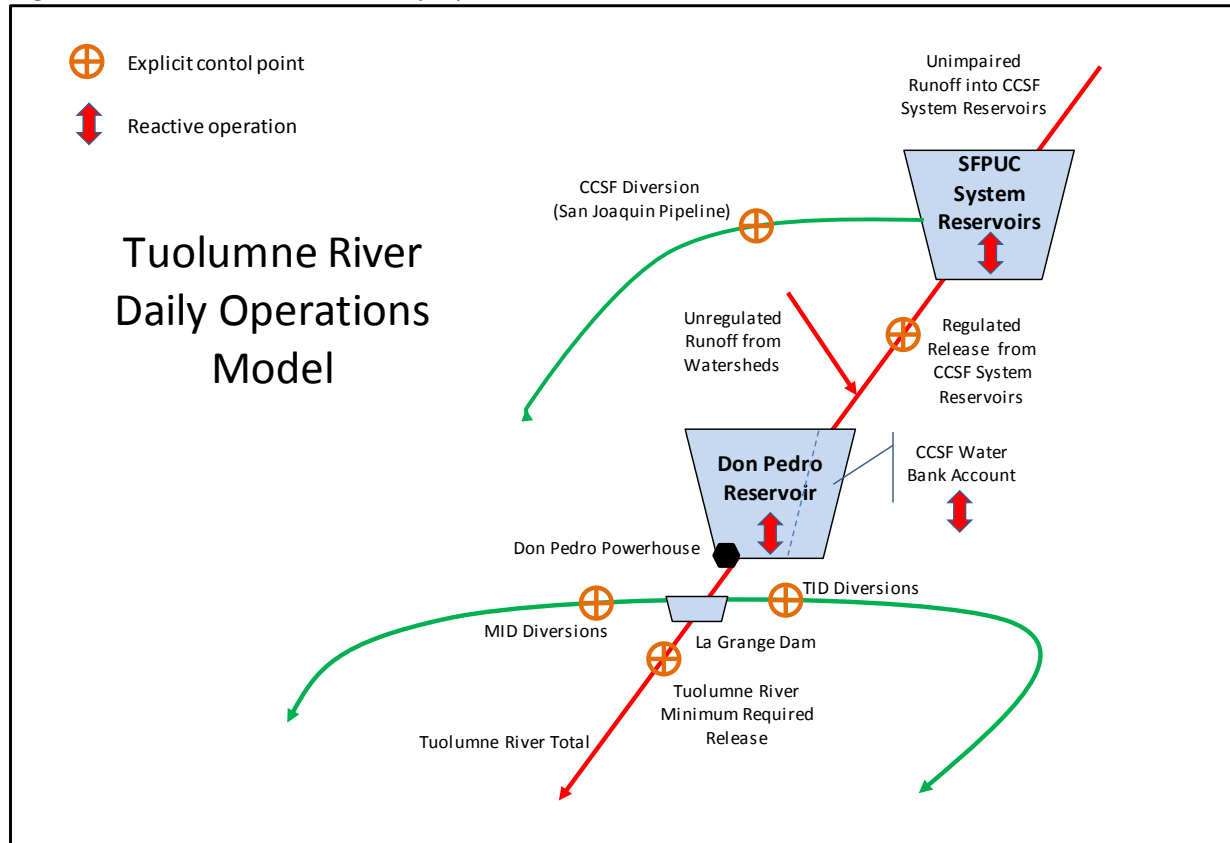 Explicit contol point
Reactive operation
Tuolumne River
Daily Operations
Model
Unimpaired
Runoff into CCSF
System Reservoirs
SFPUC
System
Reservoirs
CCSF Diversion
(San Joaquin Pipeline)
Unregulated
Runoff from
Watersheds
Regulated
Release from
CCSF System
Reservoirs
Don Pedro
Reservoir
CCSF Water
Bank Account
Don Pedro Powerhouse
TID Diversions
MID Diversions
La Grange Dam
Tuolumne River
Minimum Required
Release
Tuolumne River Total